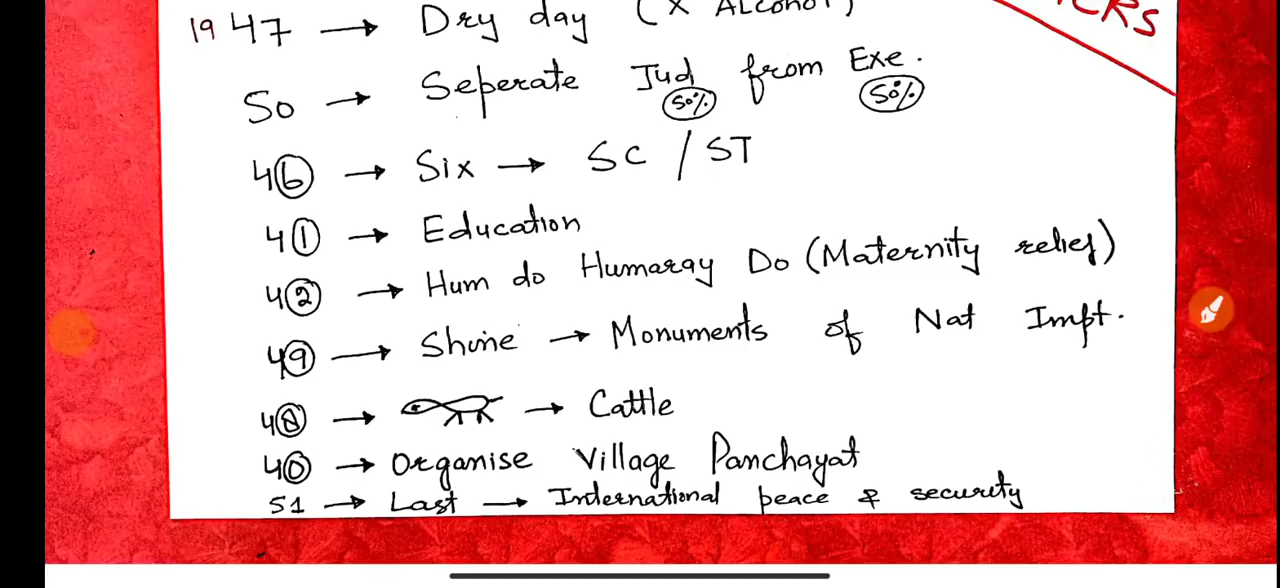 1947 → Dry day (× ALcohol)
CKS
50 → Seperate Jud from Exe.
50% 50%
46 → Six → SC / ST
41 → Education
42 → Hum do Humaray Do (Maternity relief)
49 → Shine → Monuments of Nat Impt.
48 → → Cattle
40 → Organise Village Panchayat
51 → Last → International peace & security